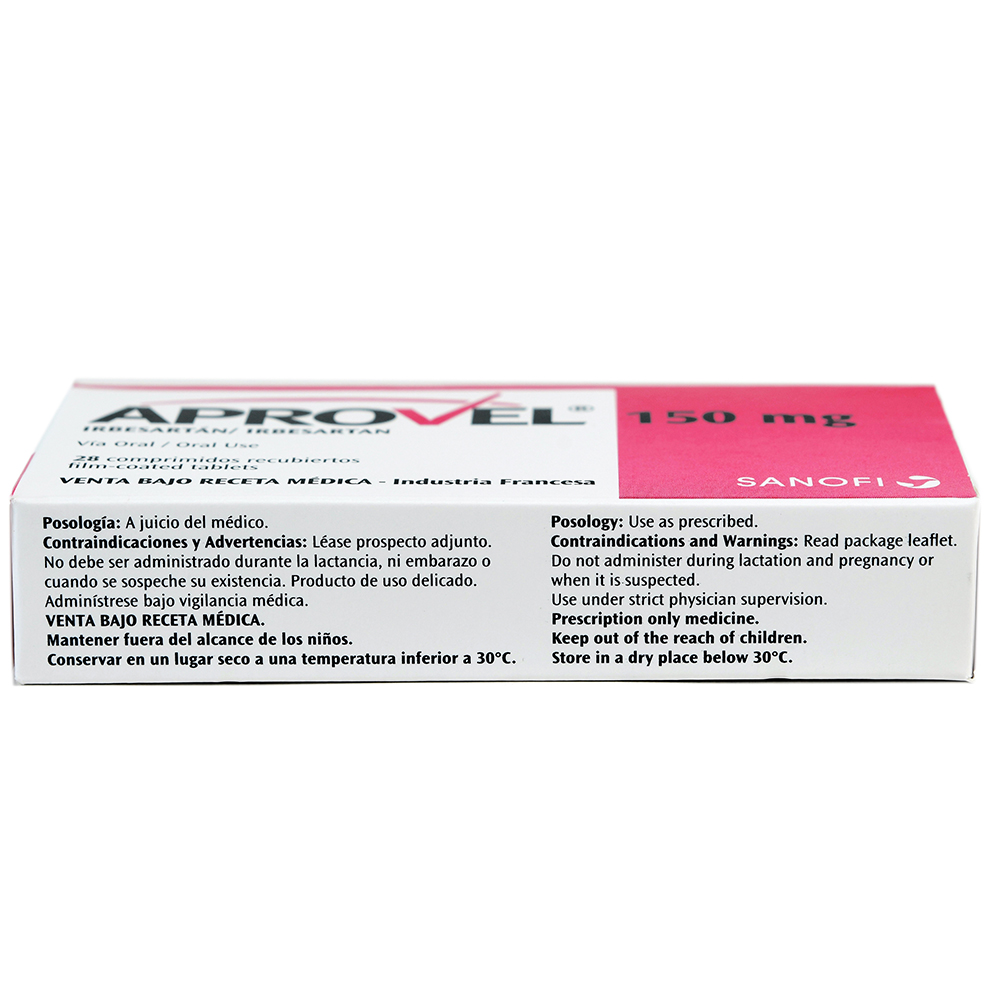 APROVEL® 150 mg
IRBESARTÁN/ IRBESARTAN
Vía Oral / Oral Use
28 comprimidos recubiertos
film-coated tablets
VENTA BAJO RECETA MÉDICA - Industria Francesa
SANOFI
Posología: A juicio del médico.
Contraindicaciones y Advertencias: Léase prospecto adjunto.
No debe ser administrado durante la lactancia, ni embarazo o
cuando se sospeche su existencia. Producto de uso delicado.
Adminístrese bajo vigilancia médica.
VENTA BAJO RECETA MÉDICA.
Mantener fuera del alcance de los niños.
Conservar en un lugar seco a una temperatura inferior a 30°C.
Posology: Use as prescribed.
Contraindications and Warnings: Read package leaflet.
Do not administer during lactation and pregnancy or
when it is suspected.
Use under strict physician supervision.
Prescription only medicine.
Keep out of the reach of children.
Store in a dry place below 30°C.